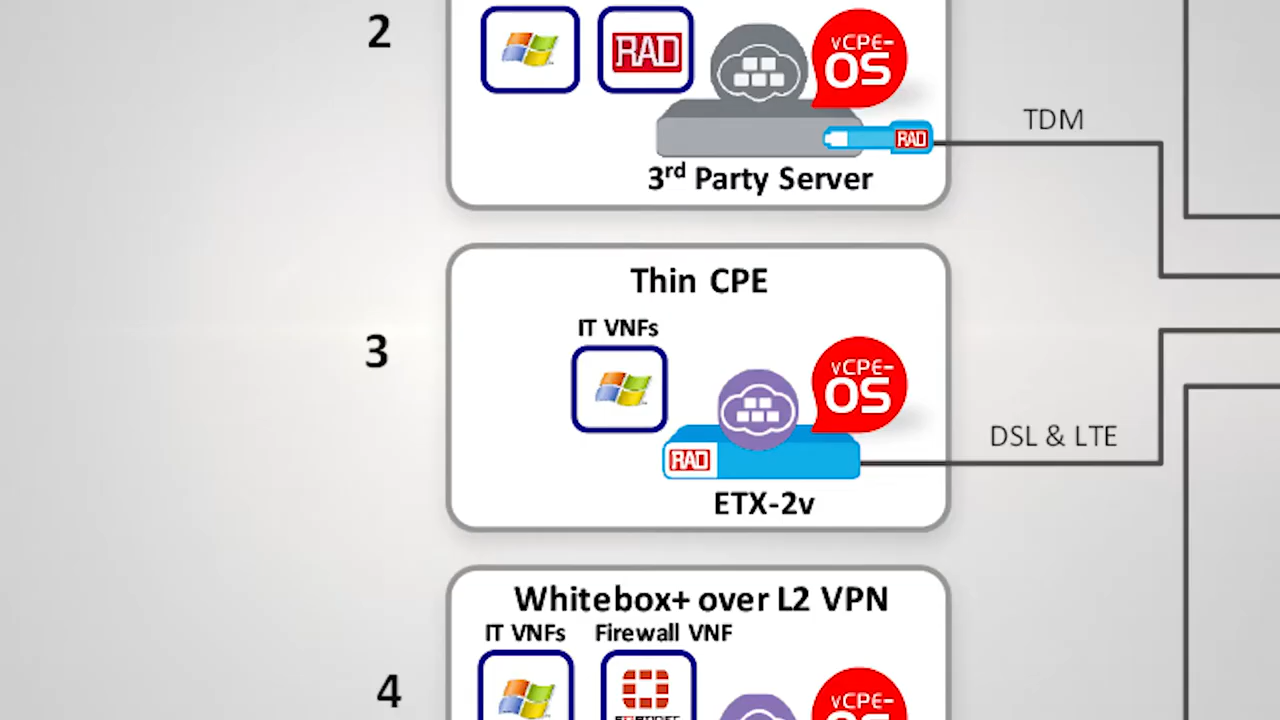 2
RAD
vCPE-
OS
TDM
RAD
3rd Party Server
Thin CPE
3
IT VNFs
vCPE-
OS
DSL & LTE
RAD
ETX-2v
Whitebox+ over L2 VPN
IT VNFs Firewall VNF
4
vCPE-